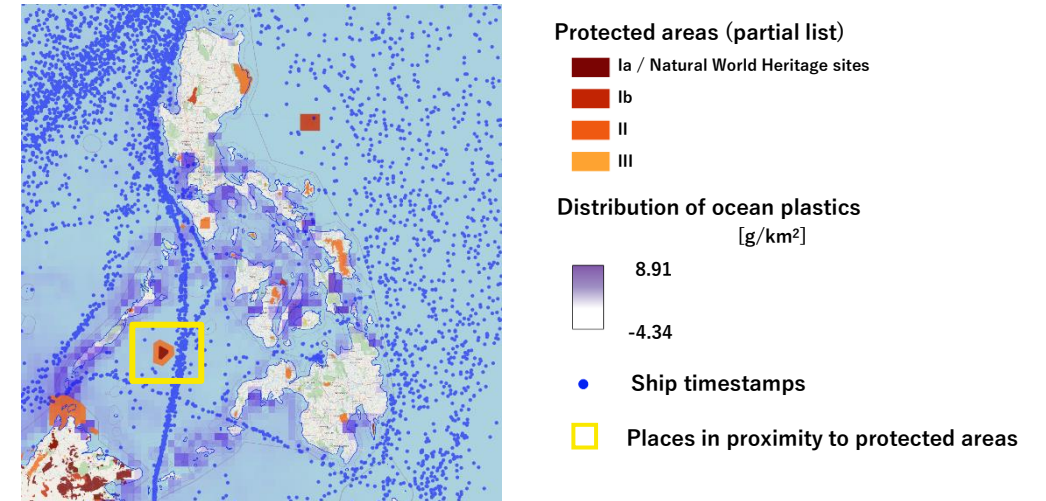 Protected areas (partial list)
Ia / Natural World Heritage sites
Ib
II
III
Distribution of ocean plastics
[g/km²]
8.91
-4.34
Ship timestamps
Places in proximity to protected areas